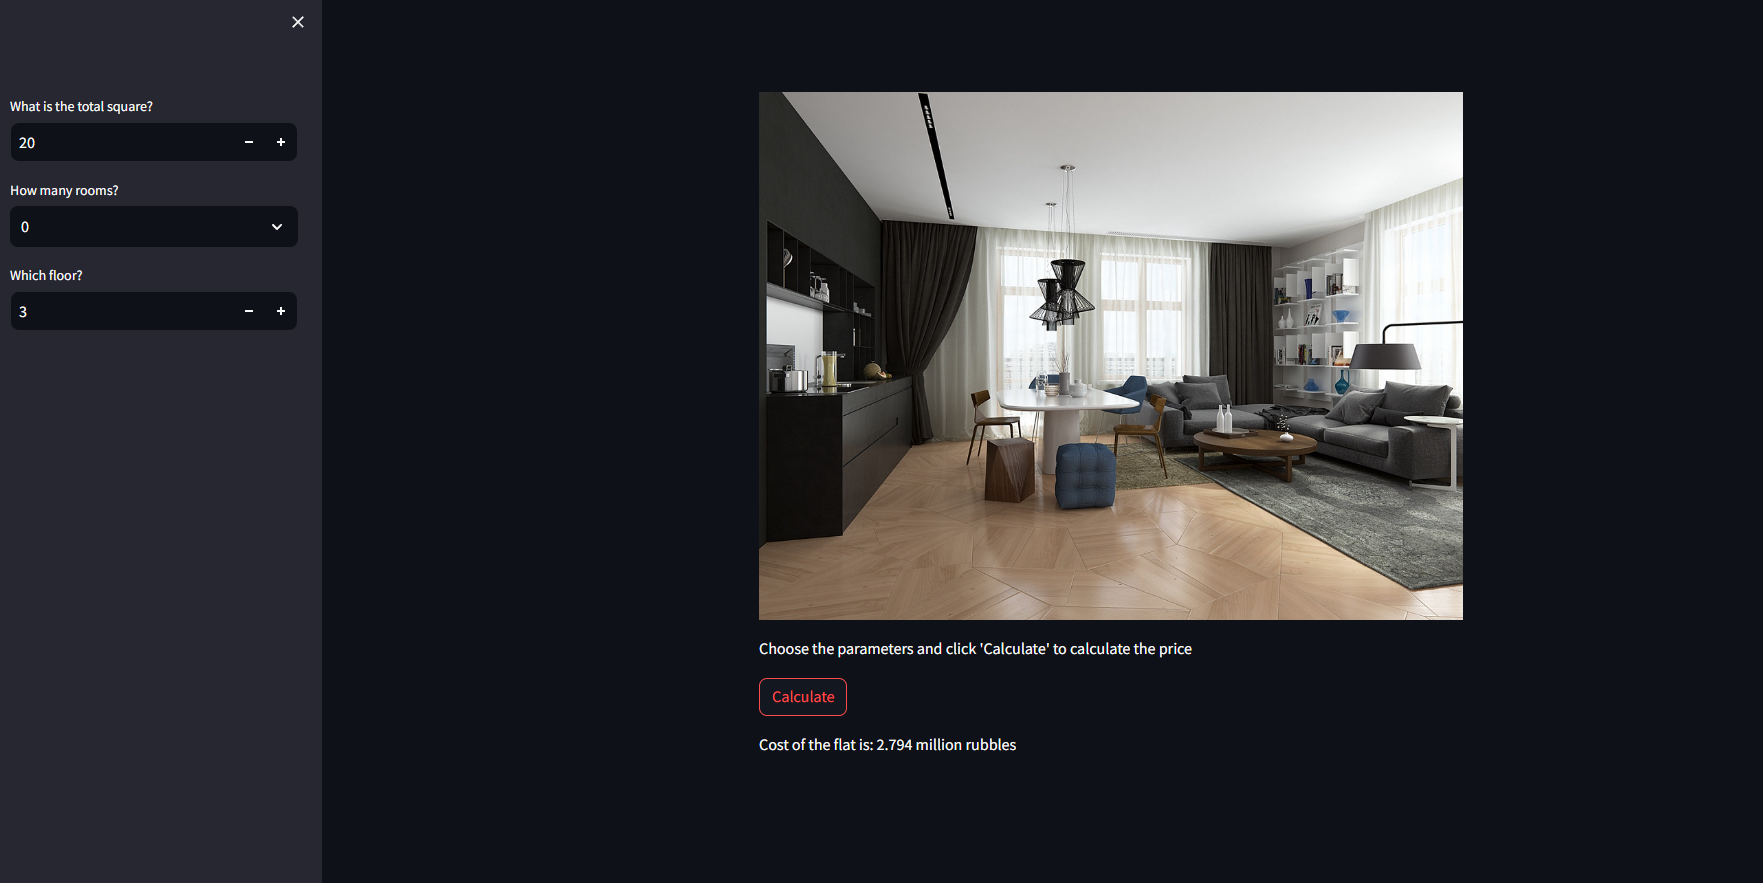 What is the total square?
20
How many rooms?
0
Which floor?
3
Choose the parameters and click 'Calculate' to calculate the price
Calculate
Cost of the flat is: 2.794 million rubbles